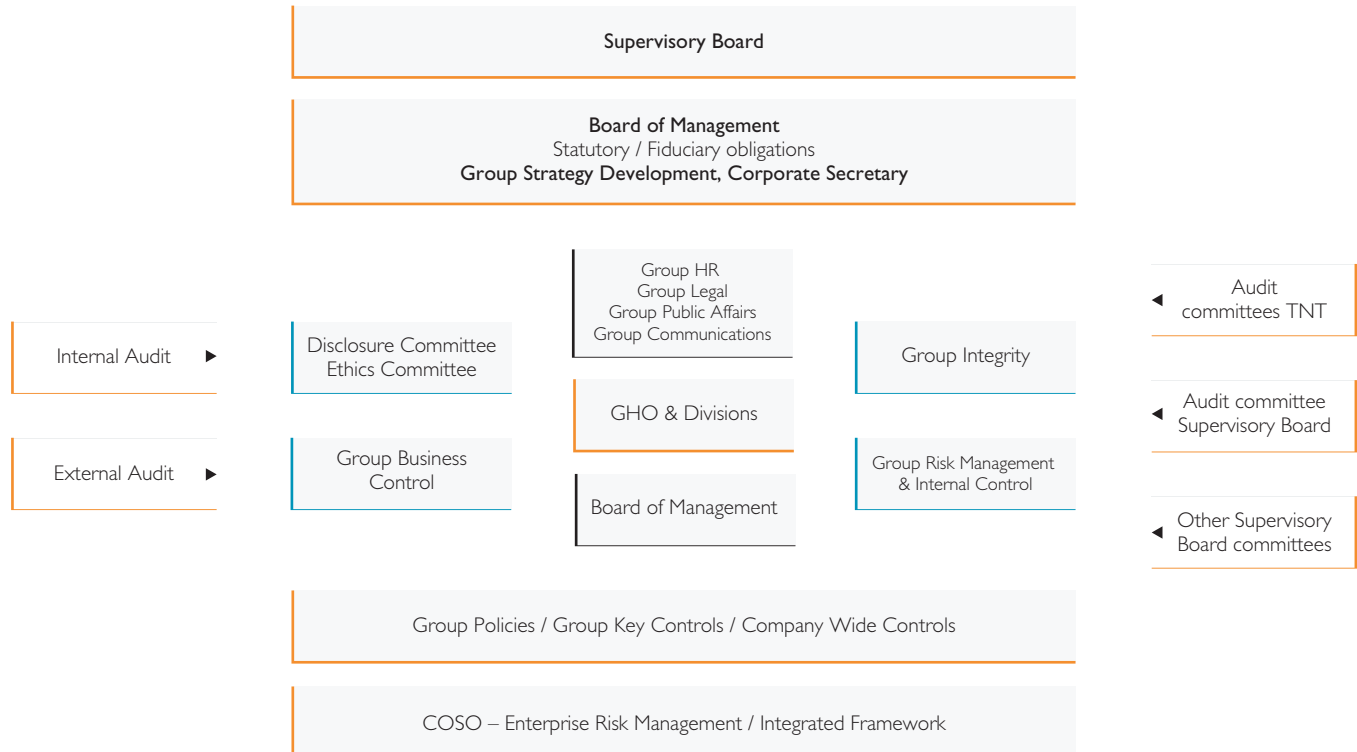 Supervisory Board
Board of Management
Statutory / Fiduciary obligations
Group Strategy Development, Corporate Secretary
Group HR
Group Legal
Group Public Affairs
Group Communications
Audit
committees TNT
Internal Audit
Disclosure Committee
Ethics Committee
Group Integrity
GHO & Divisions
Audit committee
Supervisory Board
External Audit
Group Business
Control
Group Risk Management
& Internal Control
Board of Management
Other Supervisory
Board committees
Group Policies / Group Key Controls / Company Wide Controls
COSO – Enterprise Risk Management / Integrated Framework